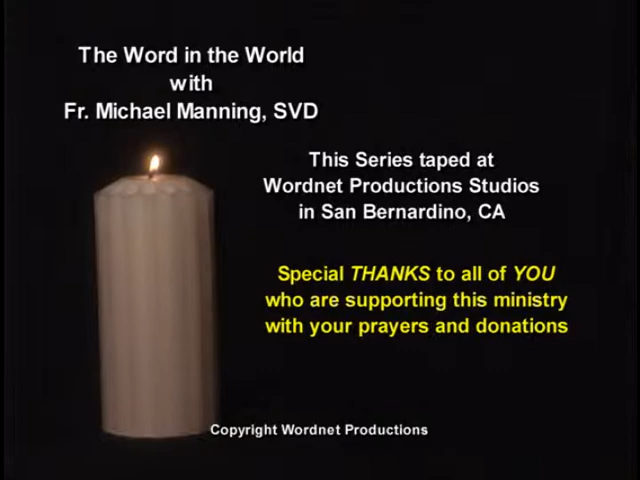 The Word in the World
with
Fr. Michael Manning, SVD
This Series taped at
Wordnet Productions Studios
in San Bernardino, CA
Special THANKS to all of YOU
who are supporting this ministry
with your prayers and donations
Copyright Wordnet Productions